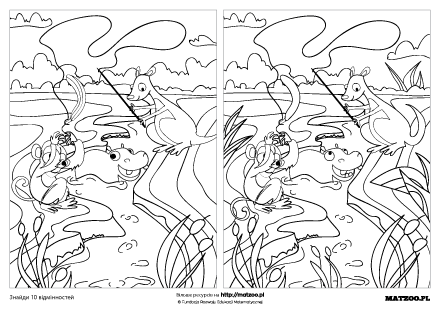 Знайди 10 відмінностей
Більше ресурсів на http://matzoo.pl
© Fundacja Rozwoju Edukacji Matematycznej
MATZOO.PL